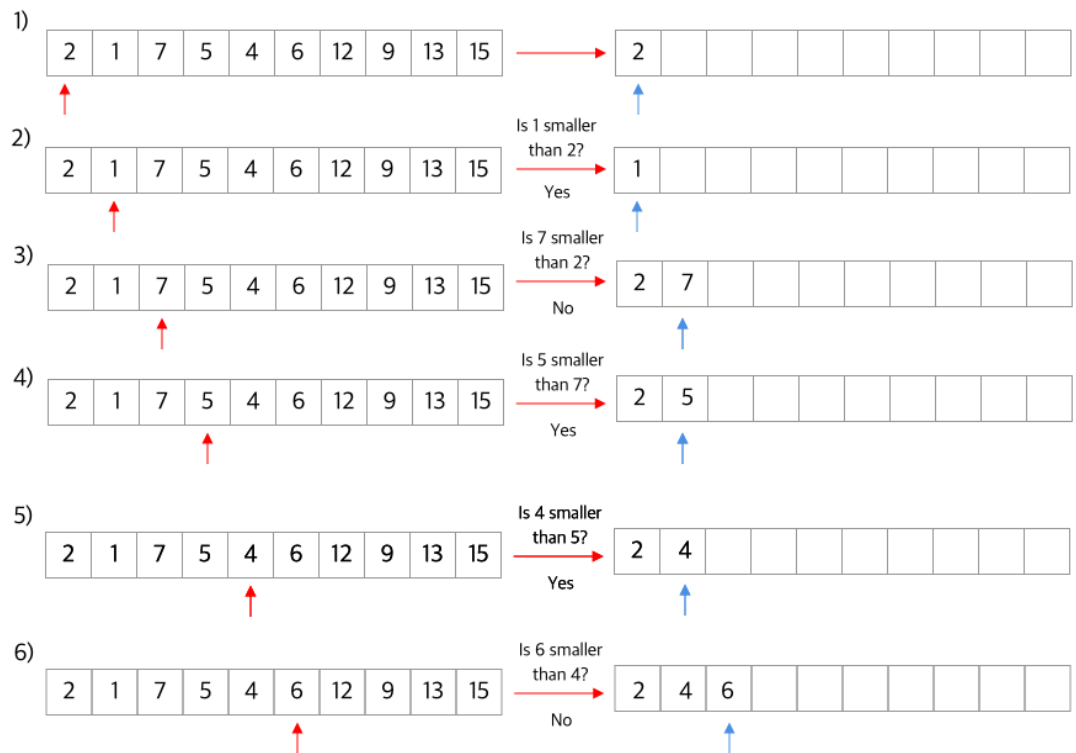 1)
2 1 7 5 4 6 12 9 13 15
2
2)
Is 1 smaller
than 2?
2 1 7 5 4 6 12 9 13 15
1
Yes
3)
Is 7 smaller
than 2?
2 1 7 5 4 6 12 9 13 15
2 7
No
4)
Is 5 smaller
than 7?
2 1 7 5 4 6 12 9 13 15
2 5
Yes
5)
Is 4 smaller
than 5?
2 1 7 5 4 6 12 9 13 15
2 4
Yes
6)
Is 6 smaller
than 4?
2 1 7 5 4 6 12 9 13 15
2 4 6
No